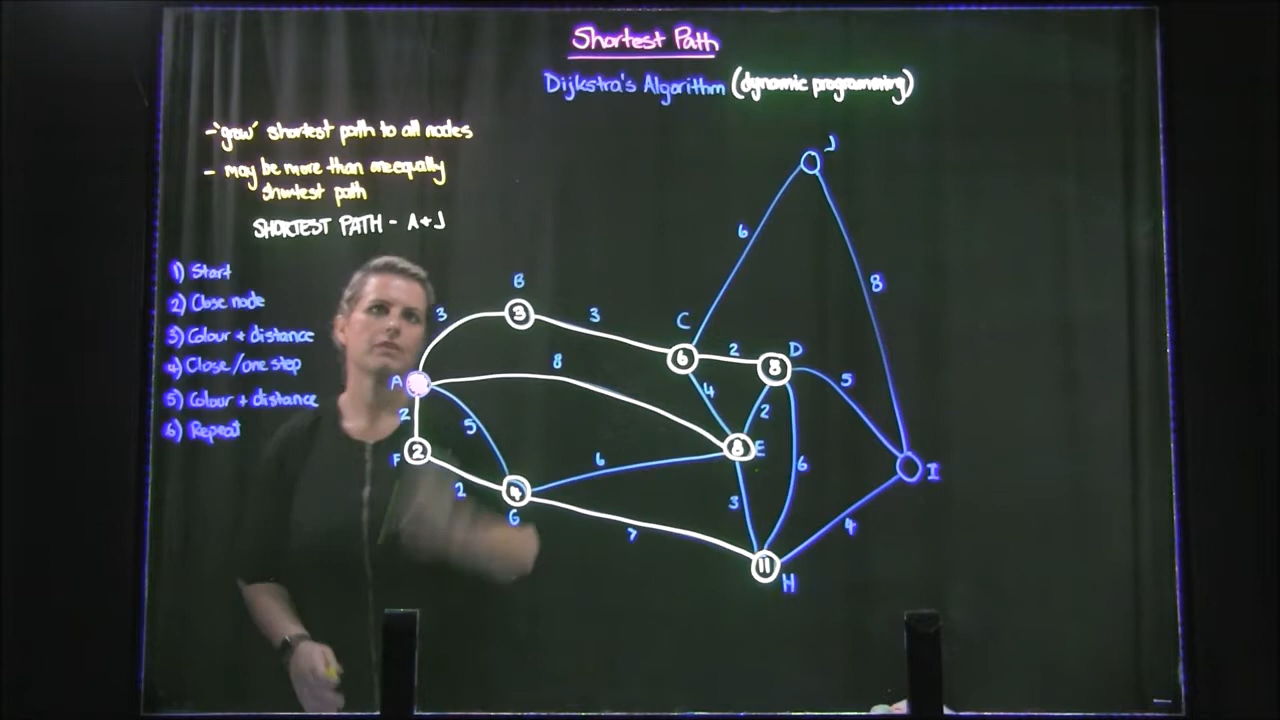 Shortest Path
Dijkstra's Algorithm (dynamic programming)
- 'grow' shortest path to all nodes
- may be more than one equally
shortest path
SHORTEST PATH - A → J
1) Start
2) Close node
3) Colour + distance
4) Close/one step
5) Colour + distance
6) Repeat
J
6
8
B
3
3
3
C
6
2
D
8
5
A
8
4
2
2
5
8
E
F
2
6
6
I
2
4
G
3
7
4
11
H